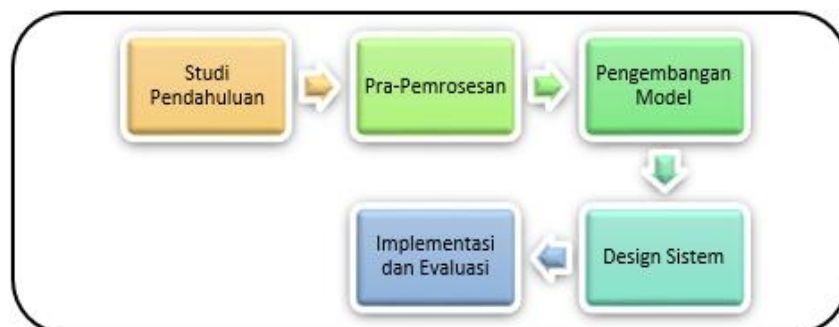 Studi
Pendahuluan
Pra-Pemrosesan
Pengembangan
Model
Design Sistem
Implementasi
dan Evaluasi